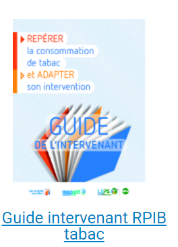 REPÉRER
la consommation
de tabac
et ADAPTER
son intervention
GUIDE
DE L'INTERVENANT
Guide intervenant RPIB
tabac